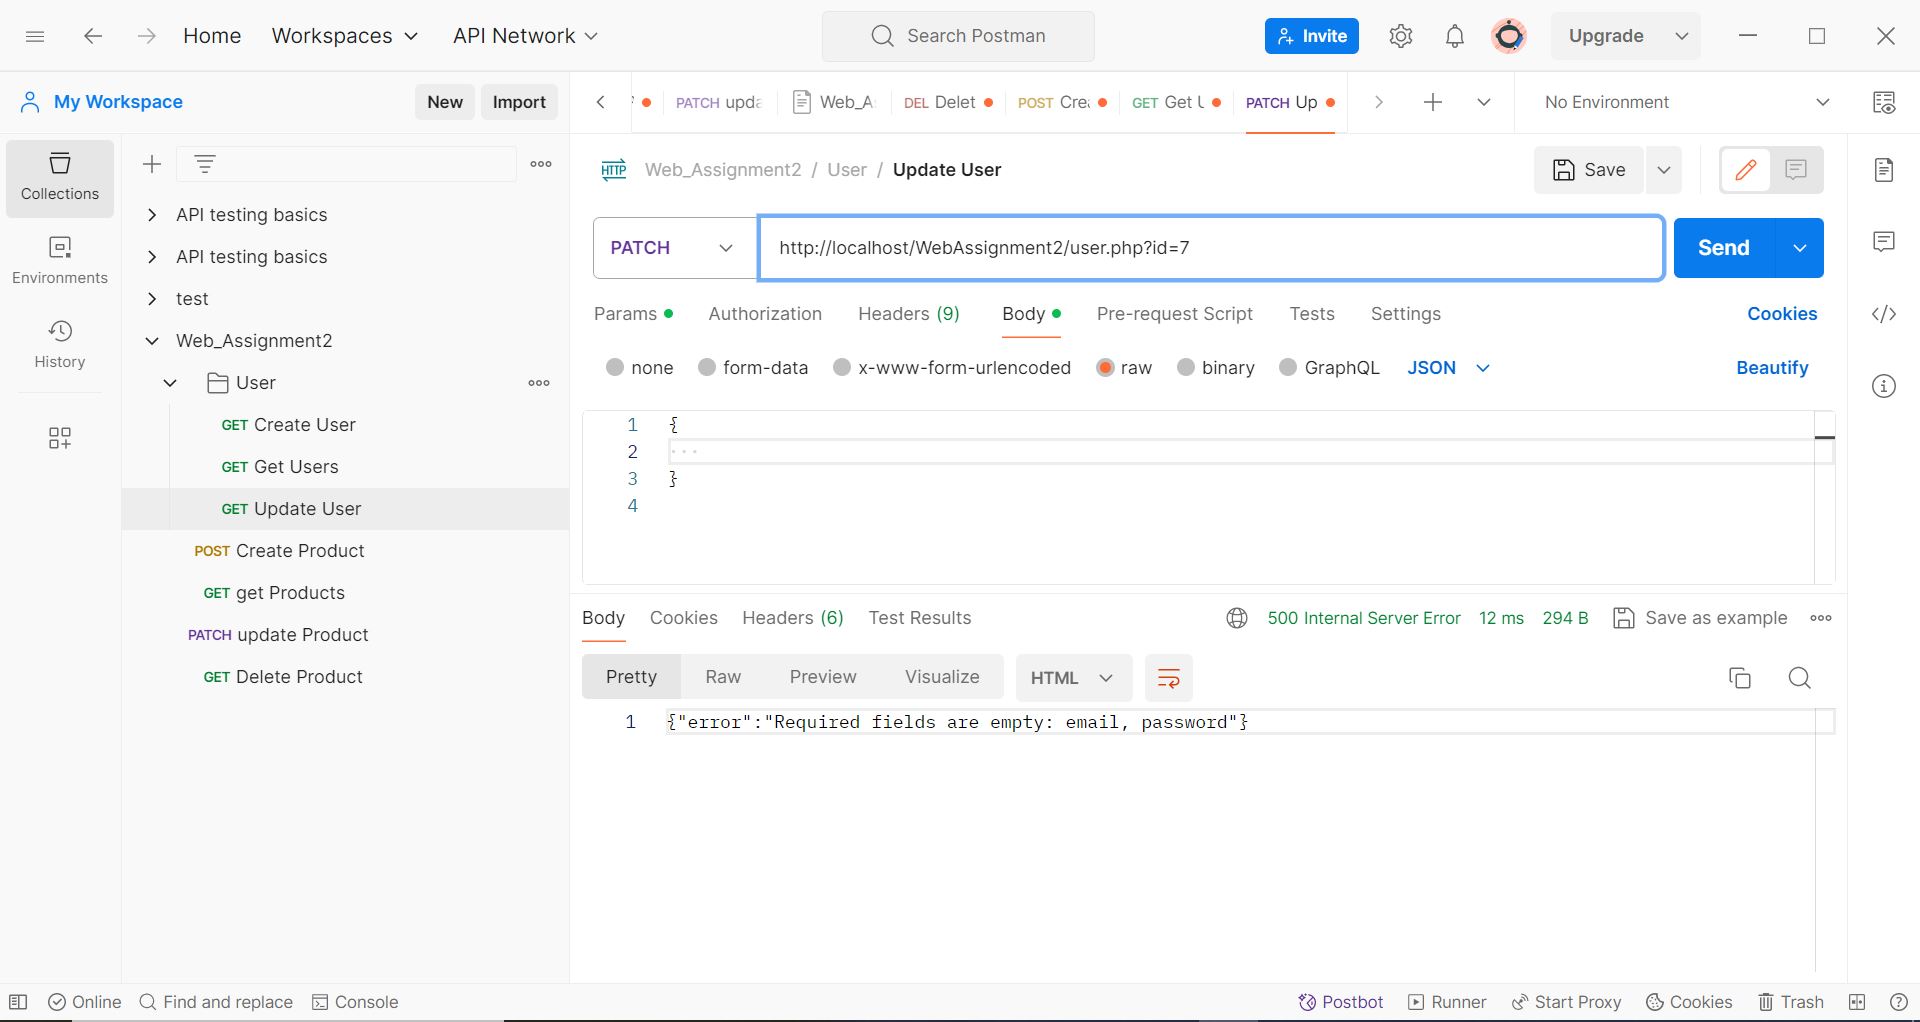 Home
Workspaces
API Network
Search Postman
Invite
Upgrade
My Workspace
New
Import
PATCH upda
Web_A
DEL Delet
POST Crea
GET Get U
PATCH Up
No Environment
Collections
Environments
History
API testing basics
API testing basics
test
Web_Assignment2
User
GET Create User
GET Get Users
GET Update User
POST Create Product
GET get Products
PATCH update Product
GET Delete Product
HTTP Web_Assignment2 / User / Update User
Save
PATCH
http://localhost/WebAssignment2/user.php?id=7
Send
Params
Authorization
Headers (9)
Body
Pre-request Script
Tests
Settings
Cookies
none
form-data
x-www-form-urlencoded
raw
binary
GraphQL
JSON
Beautify
1 {
2 ···
3 }
4
Body
Cookies
Headers (6)
Test Results
500 Internal Server Error
12 ms
294 B
Save as example
Pretty
Raw
Preview
Visualize
HTML
1 {"error":"Required fields are empty: email, password"}
Online
Find and replace
Console
Postbot
Runner
Start Proxy
Cookies
Trash